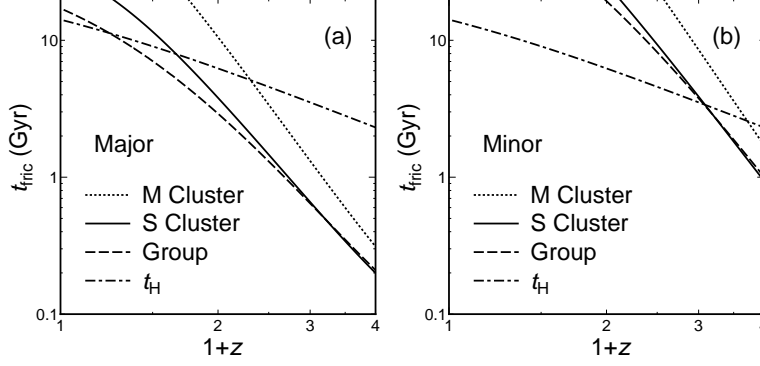 (a)
10
t_fric (Gyr)
Major
1
M Cluster
S Cluster
Group
t_H
0.1
1 2 3 4
1+z
(b)
10
t_fric (Gyr)
Minor
1
M Cluster
S Cluster
Group
t_H
0.1
1 2 3
1+z